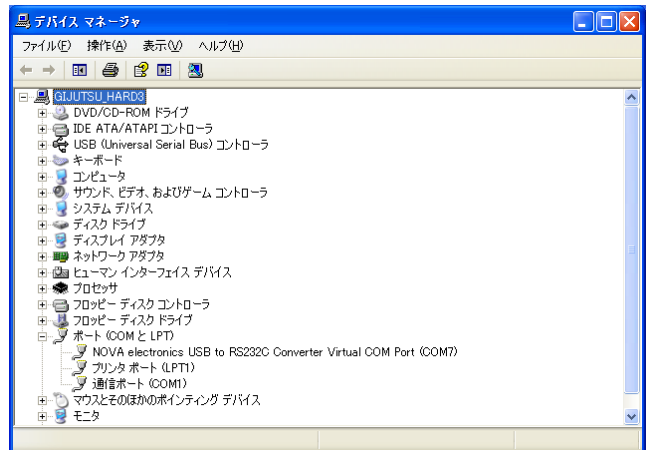 デバイス マネージャ
ファイル(F) 操作(A) 表示(V) ヘルプ(H)
GIJUTSU_HARD3
DVD/CD-ROM ドライブ
IDE ATA/ATAPI コントローラ
USB (Universal Serial Bus) コントローラ
キーボード
コンピュータ
サウンド、ビデオ、およびゲーム コントローラ
システム デバイス
ディスク ドライブ
ディスプレイ アダプタ
ネットワーク アダプタ
ヒューマン インターフェイス デバイス
プロセッサ
フロッピー ディスク コントローラ
フロッピー ディスク ドライブ
ポート (COM と LPT)
NOVA electronics USB to RS232C Converter Virtual COM Port (COM7)
プリンタ ポート (LPT1)
通信ポート (COM1)
マウスとそのほかのポインティング デバイス
モニタ